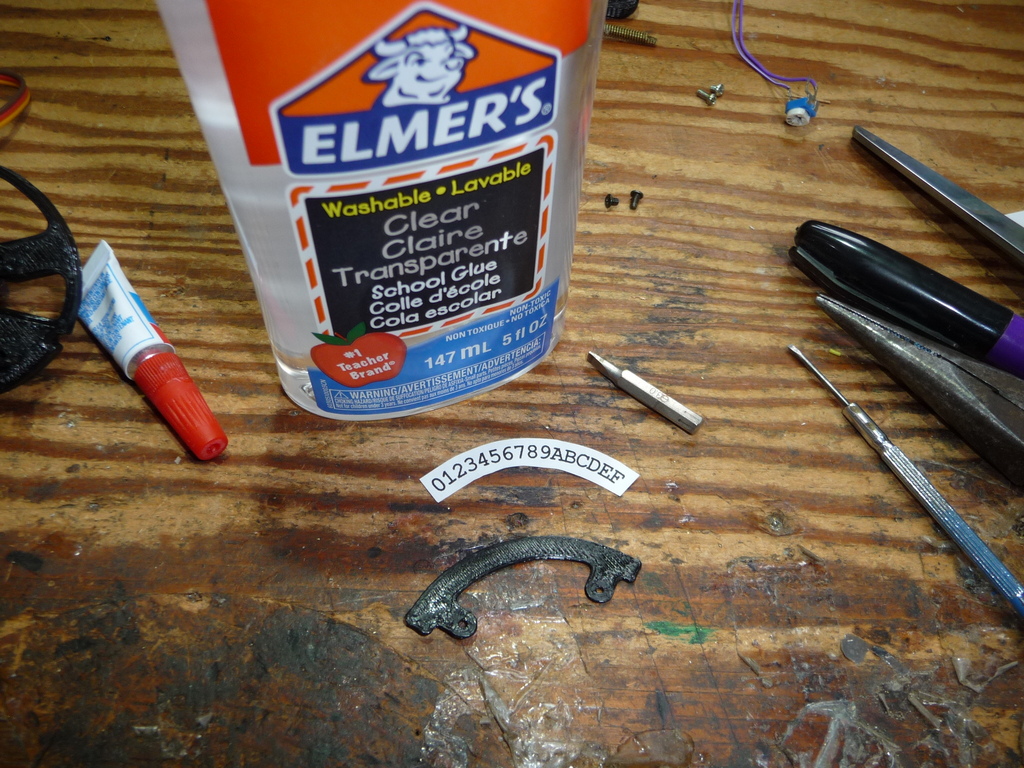 ELMER'S®
Washable • Lavable
Clear
Claire
Transparente
School Glue
Colle d'école
Cola escolar
NON-TOXIC
NON TOXIQUE • NO TÓXICA
147 mL 5 fl oz
#1
Teacher
Brand®
WARNING/AVERTISSEMENT/ADVERTENCIA:
0123456789ABCDEF